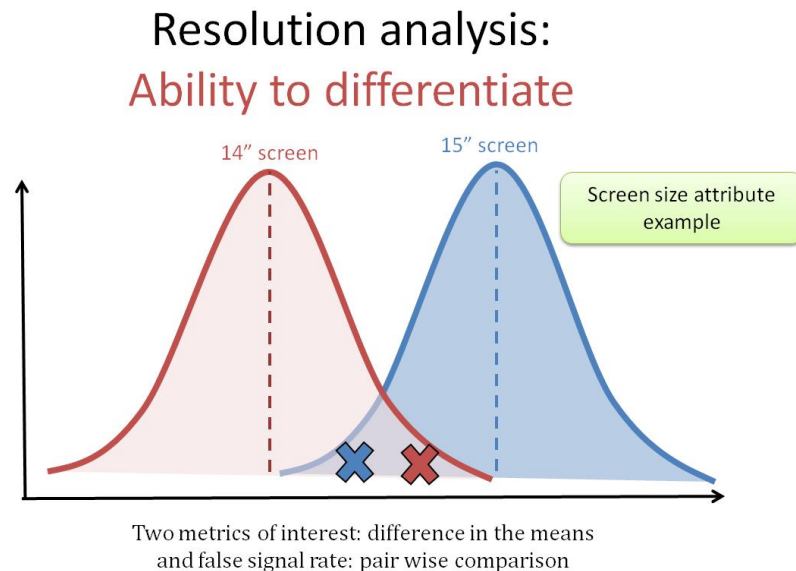 Resolution analysis:
Ability to differentiate
14” screen
15” screen
Screen size attribute
example
Two metrics of interest: difference in the means
and false signal rate: pair wise comparison